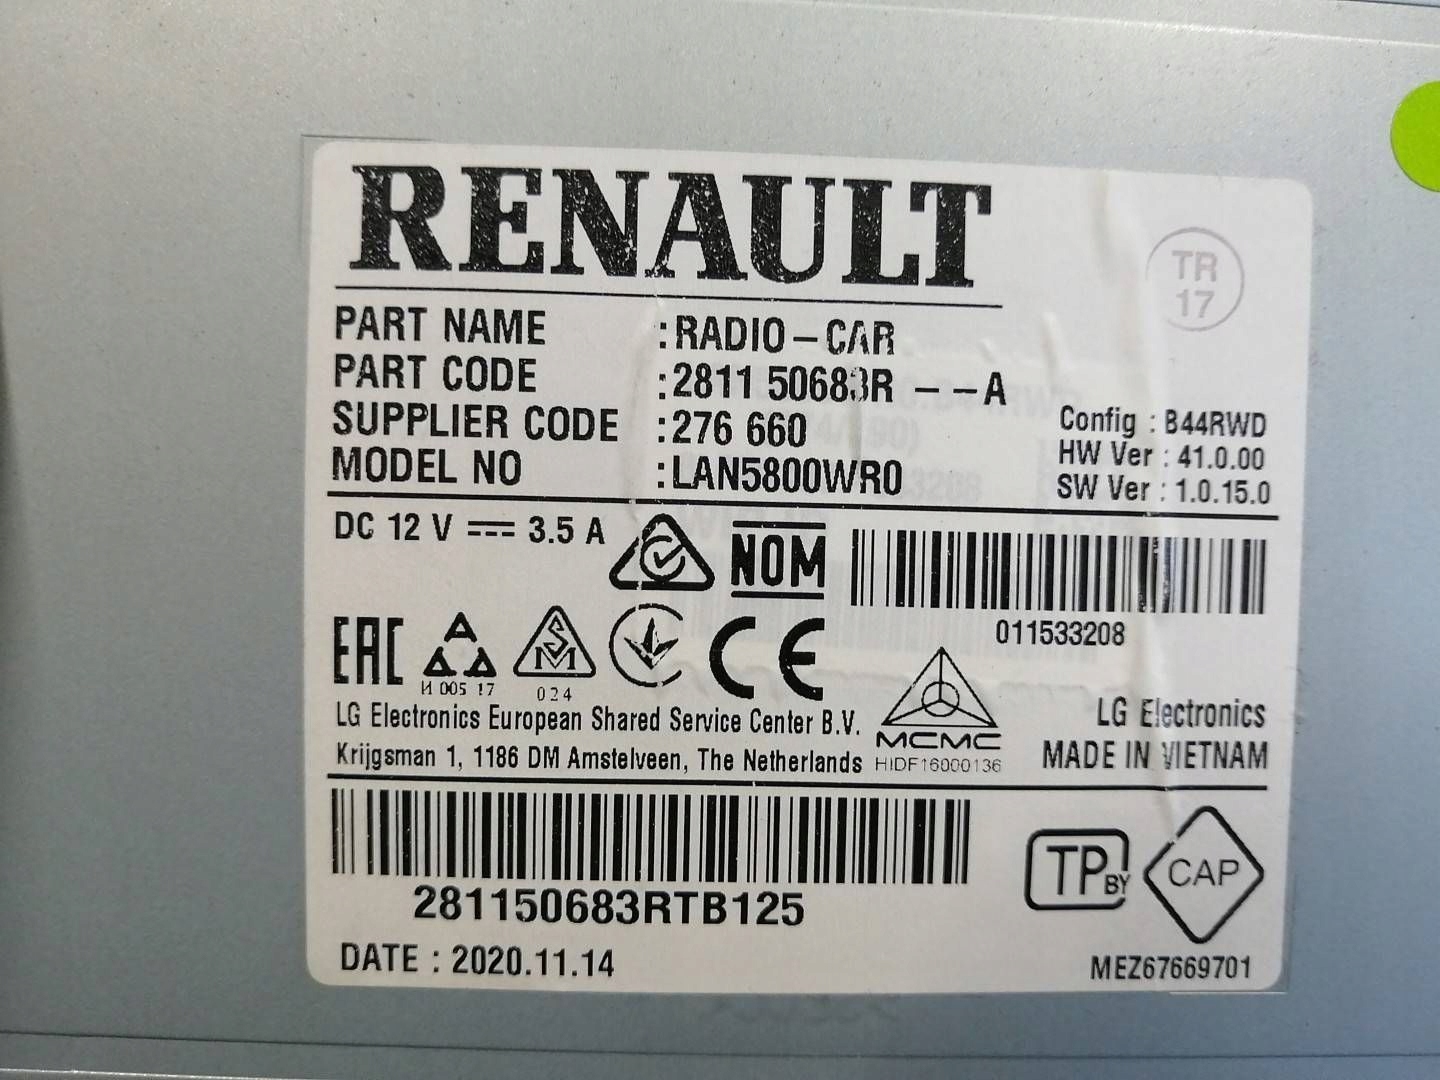 RENAULT
TR
17
PART NAME :RADIO-CAR
PART CODE :2811 50683R --A
SUPPLIER CODE :276 660
MODEL NO :LAN5800WR0
Config : B44RWD
HW Ver : 41.0.00
SW Ver : 1.0.15.0
DC 12 V ⎓ 3.5 A
NOM
011533208
EAC
И 005 17
024
CE
LG Electronics European Shared Service Center B.V.
Krijgsman 1, 1186 DM Amstelveen, The Netherlands
MCMC
HIDF16000136
LG Electronics
MADE IN VIETNAM
281150683RTB125
DATE : 2020.11.14
TP BY
CAP
MEZ67669701